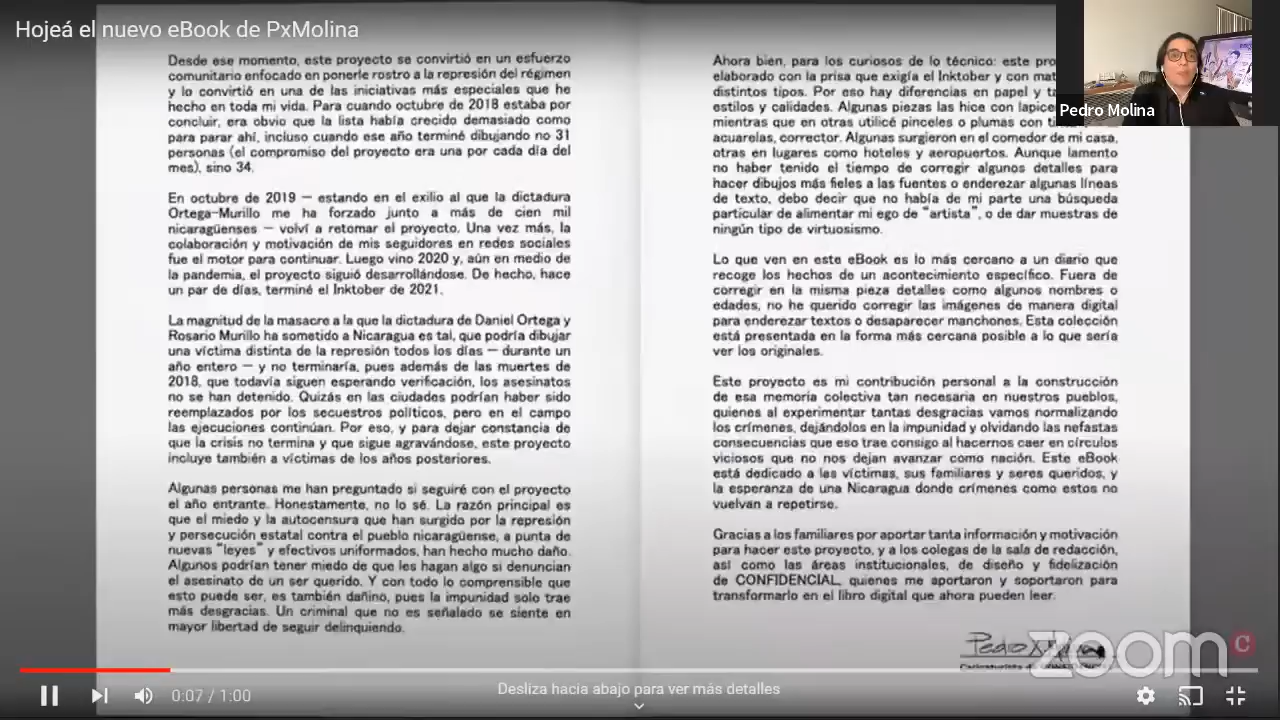 Hojeá el nuevo eBook de PxMolina
Desde ese momento, este proyecto se convirtió en un esfuerzo
comunitario enfocado en ponerle rostro a la represión del régimen
y lo convirtió en una de las iniciativas más especiales que he
hecho en toda mi vida. Para cuando octubre de 2018 estaba por
concluir, era obvio que la lista había crecido demasiado como
para parar ahí, incluso cuando ese año terminé dibujando no 31
personas (el compromiso del proyecto era una por cada día del
mes), sino 34.
En octubre de 2019 — estando en el exilio al que la dictadura
Ortega-Murillo me ha forzado junto a más de cien mil
nicaragüenses — volví a retomar el proyecto. Una vez más, la
colaboración y motivación de mis seguidores en redes sociales
fue el motor para continuar. Luego vino 2020 y, aún en medio de
la pandemia, el proyecto siguió desarrollándose. De hecho, hace
un par de días, terminé el Inktober de 2021.
La magnitud de la masacre a la que la dictadura de Daniel Ortega y
Rosario Murillo ha sometido a Nicaragua es tal, que podría dibujar
una víctima distinta de la represión todos los días — durante un
año entero — y no terminaría, pues además de las muertes de
2018, que todavía siguen esperando verificación, los asesinatos
no se han detenido. Quizás en las ciudades podrían haber sido
reemplazados por los secuestros políticos, pero en el campo
las ejecuciones continúan. Por eso, y para dejar constancia de
que la crisis no termina y que sigue agravándose, este proyecto
incluye también a víctimas de los años posteriores.
Algunas personas me han preguntado si seguiré con el proyecto
el año entrante. Honestamente, no lo sé. La razón principal es
que el miedo y la autocensura que han surgido por la represión
y persecución estatal contra el pueblo nicaragüense, a punta de
nuevas "leyes" y efectivos uniformados, han hecho mucho daño.
Algunos podrían tener miedo de que les hagan algo si denuncian
el asesinato de un ser querido. Y con todo lo comprensible que
esto puede ser, es también dañino, pues la impunidad solo trae
más desgracias. Un criminal que no es señalado se siente en
mayor libertad de seguir delinquiendo.
Ahora bien, para los curiosos de lo técnico: este pro
elaborado con la prisa que exigía el Inktober y con mat
distintos tipos. Por eso hay diferencias en papel y ta
estilos y calidades. Algunas piezas las hice con lapice
mientras que en otras utilicé pinceles o plumas con ti
acuarelas, corrector. Algunas surgieron en el comedor de mi casa,
otras en lugares como hoteles y aeropuertos. Aunque lamento
no haber tenido el tiempo de corregir algunos detalles para
hacer dibujos más fieles a las fuentes o enderezar algunas líneas
de texto, debo decir que no había de mi parte una búsqueda
particular de alimentar mi ego de "artista", o de dar muestras de
ningún tipo de virtuosismo.
Lo que ven en este eBook es lo más cercano a un diario que
recoge los hechos de un acontecimiento específico. Fuera de
corregir en la misma pieza detalles como algunos nombres o
edades, no he querido corregir las imágenes de manera digital
para enderezar textos o desaparecer manchones. Esta colección
está presentada en la forma más cercana posible a lo que sería
ver los originales.
Este proyecto es mi contribución personal a la construcción
de esa memoria colectiva tan necesaria en nuestros pueblos,
quienes al experimentar tantas desgracias vamos normalizando
los crímenes, dejándolos en la impunidad y olvidando las nefastas
consecuencias que eso trae consigo al hacernos caer en círculos
viciosos que no nos dejan avanzar como nación. Este eBook
está dedicado a las víctimas, sus familiares y seres queridos, y
la esperanza de una Nicaragua donde crímenes como estos no
vuelvan a repetirse.
Gracias a los familiares por aportar tanta información y motivación
para hacer este proyecto, y a los colegas de la sala de redacción,
así como las áreas institucionales, de diseño y fidelización
de CONFIDENCIAL, quienes me aportaron y soportaron para
transformarlo en el libro digital que ahora pueden leer.
Pedro X Molina
Pedro Molina
zoom
0:07 / 1:00
Desliza hacia abajo para ver más detalles